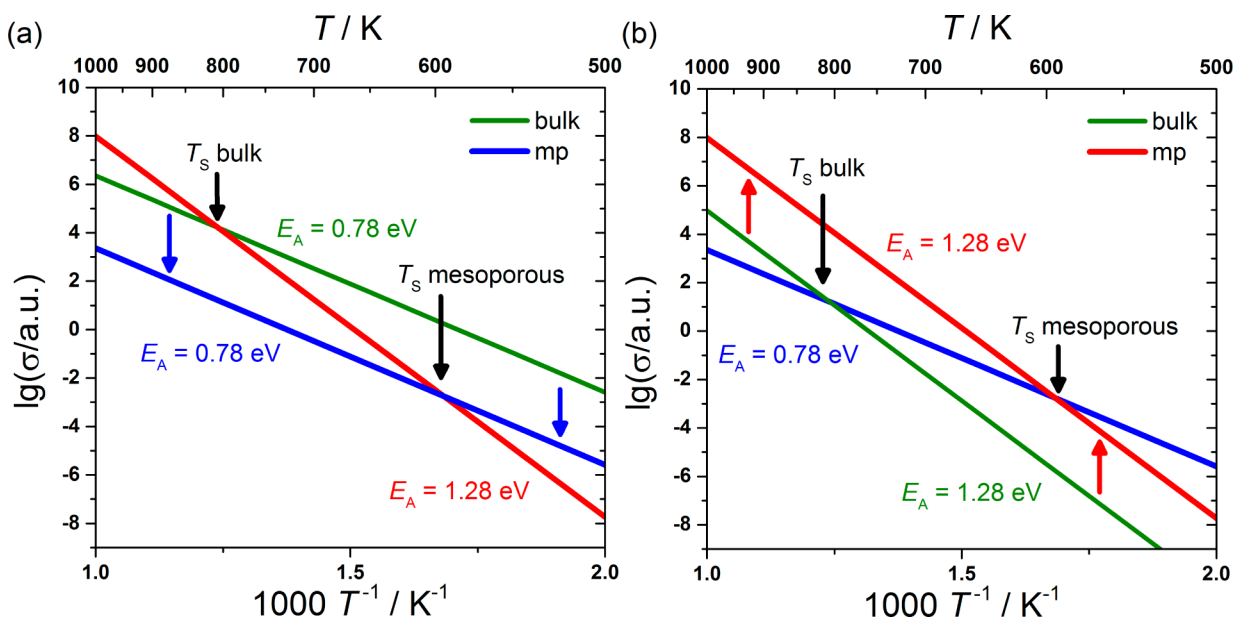 (a)
T / K
1000 900 800 700 600 500
10
8
6
4
2
0
-2
-4
-6
-8
lg(σ/a.u.)
bulk
mp
T_S bulk
E_A = 0.78 eV
T_S mesoporous
E_A = 0.78 eV
E_A = 1.28 eV
1.0 1.5 2.0
1000 T⁻¹ / K⁻¹
(b)
T / K
1000 900 800 700 600 500
10
8
6
4
2
0
-2
-4
-6
-8
lg(σ/a.u.)
bulk
mp
T_S bulk
E_A = 1.28 eV
T_S mesoporous
E_A = 0.78 eV
E_A = 1.28 eV
1.0 1.5 2.0
1000 T⁻¹ / K⁻¹